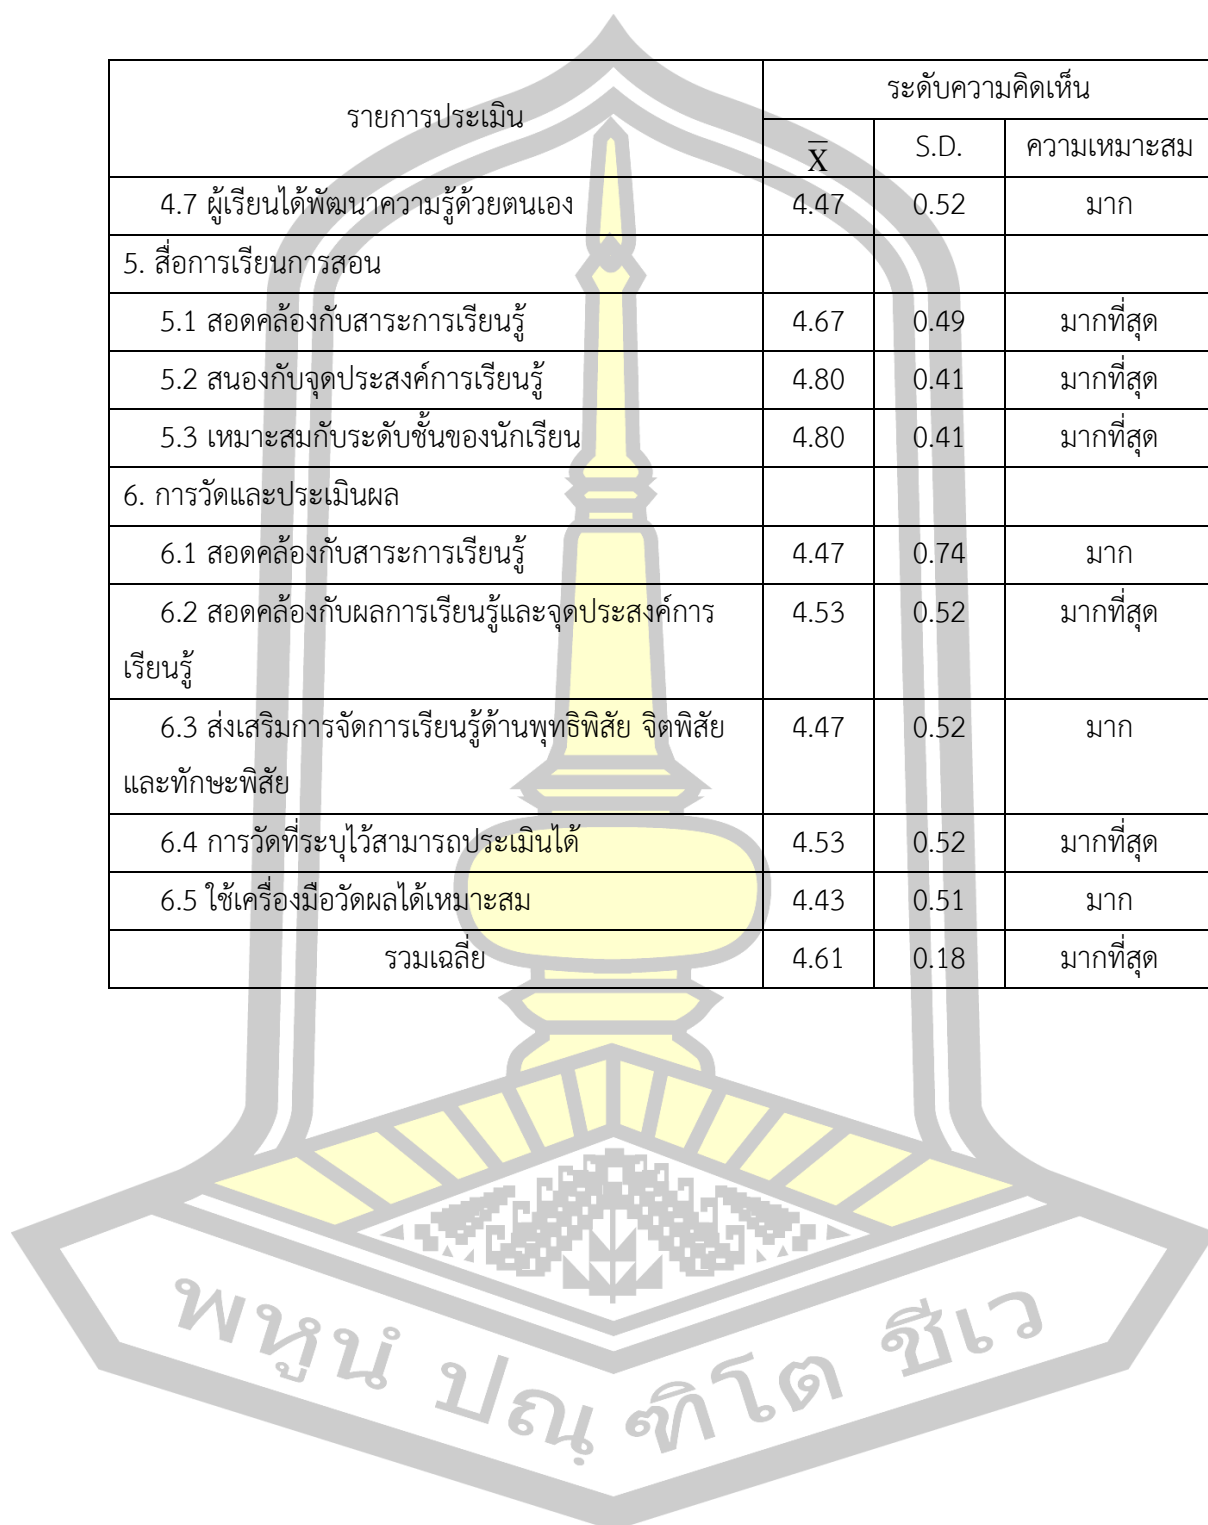 รายการประเมิน ระดับความคิดเห็น
X̅ S.D. ความเหมาะสม
4.7 ผู้เรียนได้พัฒนาความรู้ด้วยตนเอง 4.47 0.52 มาก
5. สื่อการเรียนการสอน
5.1 สอดคล้องกับสาระการเรียนรู้ 4.67 0.49 มากที่สุด
5.2 สนองกับจุดประสงค์การเรียนรู้ 4.80 0.41 มากที่สุด
5.3 เหมาะสมกับระดับชั้นของนักเรียน 4.80 0.41 มากที่สุด
6. การวัดและประเมินผล
6.1 สอดคล้องกับสาระการเรียนรู้ 4.47 0.74 มาก
6.2 สอดคล้องกับผลการเรียนรู้และจุดประสงค์การ 4.53 0.52 มากที่สุด
เรียนรู้
6.3 ส่งเสริมการจัดการเรียนรู้ด้านพุทธิพิสัย จิตพิสัย 4.47 0.52 มาก
และทักษะพิสัย
6.4 การวัดที่ระบุไว้สามารถประเมินได้ 4.53 0.52 มากที่สุด
6.5 ใช้เครื่องมือวัดผลได้เหมาะสม 4.43 0.51 มาก
รวมเฉลี่ย 4.61 0.18 มากที่สุด
พหูนํ ปณฺฑิโต ชีเว